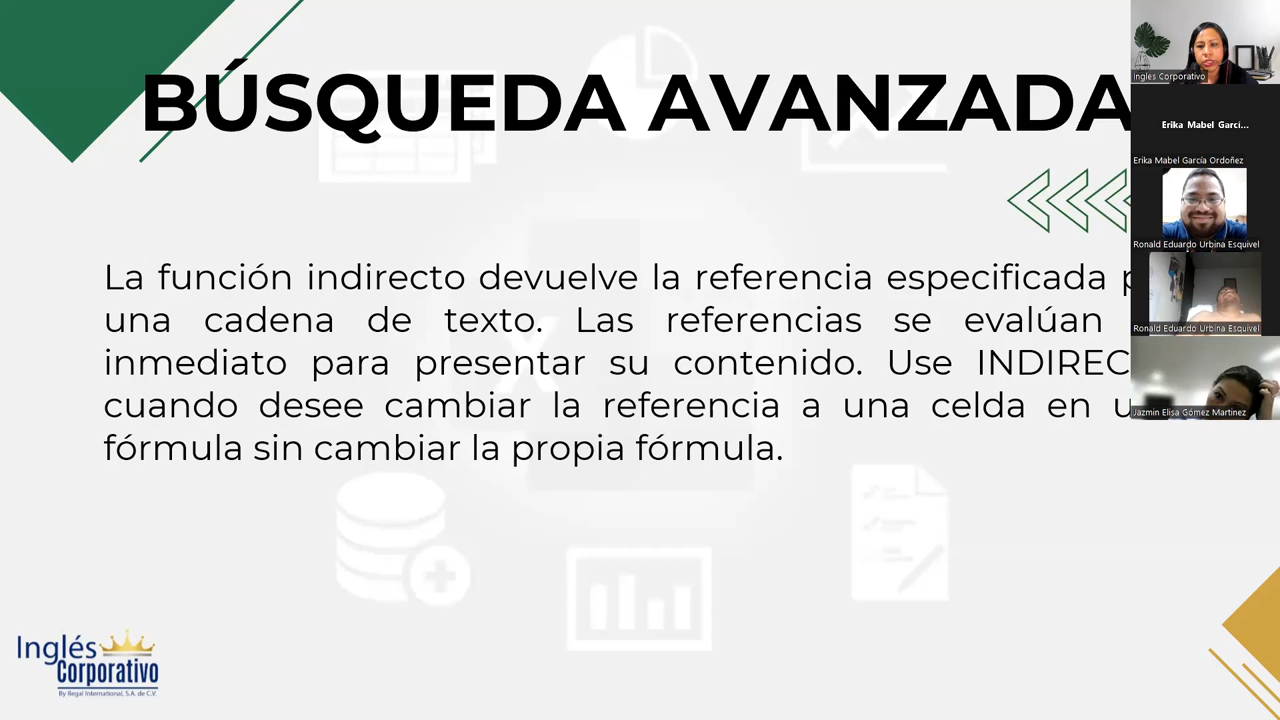 BÚSQUEDA AVANZADA
La función indirecto devuelve la referencia especificada
una cadena de texto. Las referencias se evalúan
inmediato para presentar su contenido. Use
cuando desee cambiar la referencia a una celda en
fórmula sin cambiar la propia fórmula.
Inglés
Corporativo
By Regal International, S.A. de C.V.
Ingles Corporativo
Erika Mabel Garcí...
Erika Mabel García Ordoñez
Ronald Eduardo Urbina Esquivel
Ronald Eduardo Urbina Esquivel
Jazmin Elisa Gómez Martinez